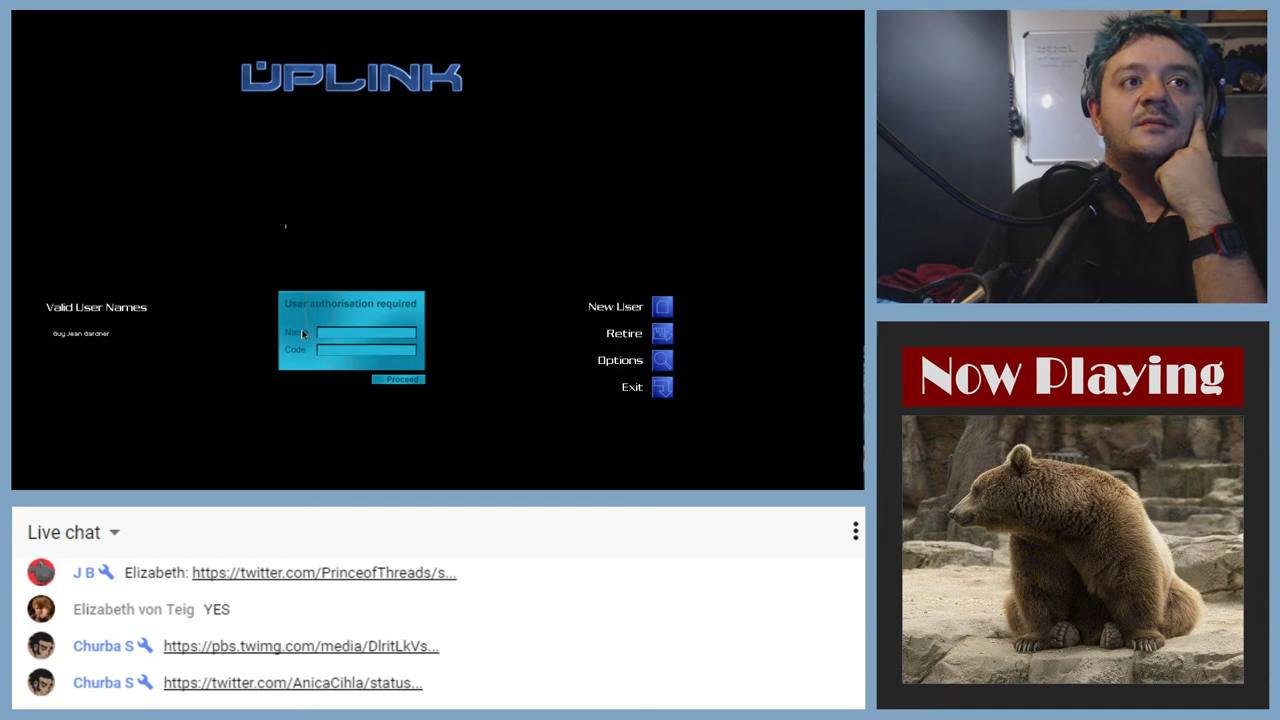 UPLINK
Valid User Names
Guy Jean Gardner
User authorisation required
Name
Code
Proceed
New User
Retire
Options
Exit
Now Playing
Live chat
J B Elizabeth: https://twitter.com/PrinceofThreads/s...
Elizabeth von Teig YES
Churba S https://pbs.twimg.com/media/DlritLkVs...
Churba S https://twitter.com/AnicaCihla/status...